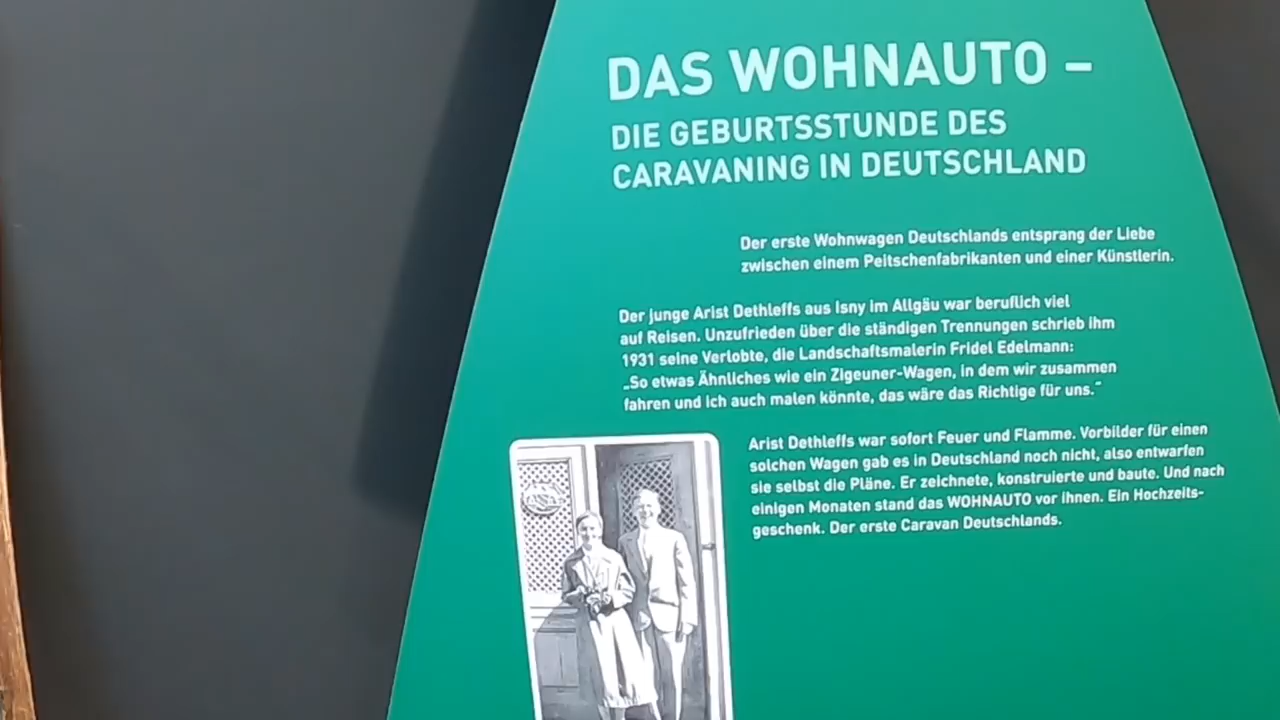 DAS WOHNAUTO –
DIE GEBURTSSTUNDE DES
CARAVANING IN DEUTSCHLAND
Der erste Wohnwagen Deutschlands entsprang der Liebe
zwischen einem Peitschenfabrikanten und einer Künstlerin.
Der junge Arist Dethleffs aus Isny im Allgäu war beruflich viel
auf Reisen. Unzufrieden über die ständigen Trennungen schrieb ihm
1931 seine Verlobte, die Landschaftsmalerin Fridel Edelmann:
„So etwas Ähnliches wie ein Zigeuner-Wagen, in dem wir zusammen
fahren und ich auch malen könnte, das wäre das Richtige für uns.“
Arist Dethleffs war sofort Feuer und Flamme. Vorbilder für einen
solchen Wagen gab es in Deutschland noch nicht, also entwarfen
sie selbst die Pläne. Er zeichnete, konstruierte und baute. Und nach
einigen Monaten stand das WOHNAUTO vor ihnen. Ein Hochzeits-
geschenk. Der erste Caravan Deutschlands.